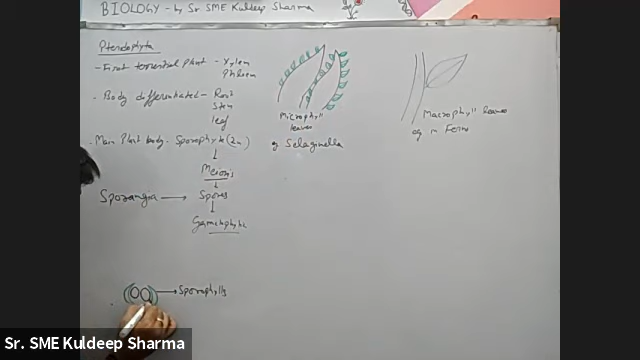 BIOLOGY - by Sr. SME Kuldeep Sharma
Pteridophyta
- First terrestrial plant - Xylem
Phloem
- Body differentiated - Root
Stem
leaf
- Main Plant body - Sporophyte (2n)
Meiosis
Sporangia → Spores
Gametophyte
Sporophylls
Microphyll
leaves
eg Selaginella
Macrophyll leaves
eg in Ferns
Sr. SME Kuldeep Sharma